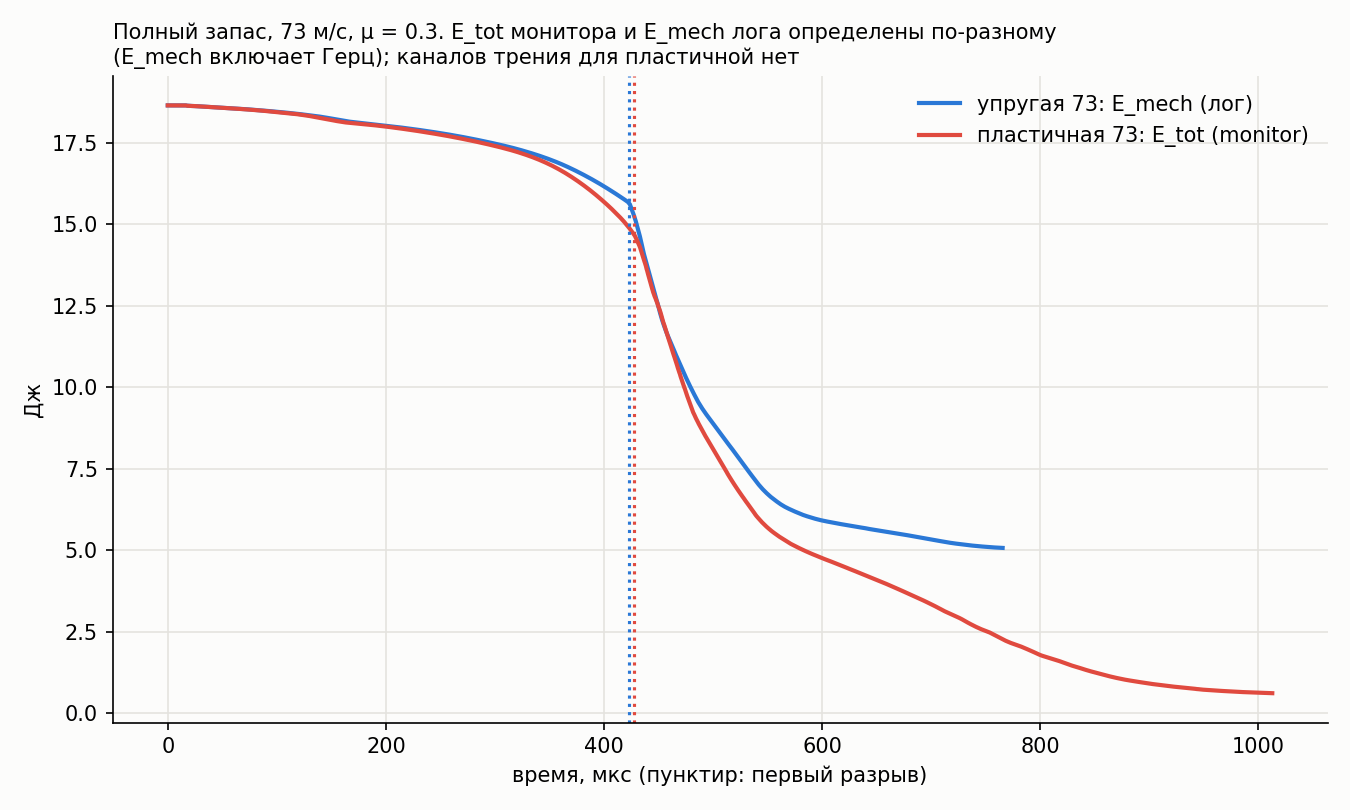 Полный запас, 73 м/с, μ = 0.3. E_tot монитора и E_mech лога определены по-разному
(E_mech включает Герц); каналов трения для пластичной нет
упругая 73: E_mech (лог)
пластичная 73: E_tot (monitor)
17.5
15.0
12.5
10.0
7.5
5.0
2.5
0.0
Дж
0
200
400
600
800
1000
время, мкс (пунктир: первый разрыв)